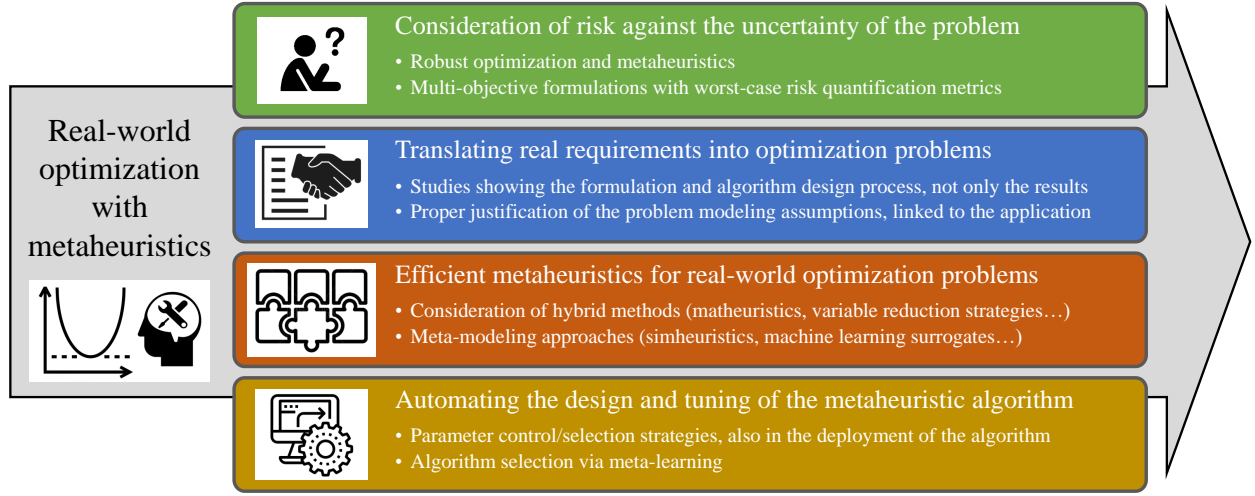 Real-world
optimization
with
metaheuristics
?
Consideration of risk against the uncertainty of the problem
• Robust optimization and metaheuristics
• Multi-objective formulations with worst-case risk quantification metrics
Translating real requirements into optimization problems
• Studies showing the formulation and algorithm design process, not only the results
• Proper justification of the problem modeling assumptions, linked to the application
Efficient metaheuristics for real-world optimization problems
• Consideration of hybrid methods (matheuristics, variable reduction strategies…)
• Meta-modeling approaches (simheuristics, machine learning surrogates…)
Automating the design and tuning of the metaheuristic algorithm
• Parameter control/selection strategies, also in the deployment of the algorithm
• Algorithm selection via meta-learning